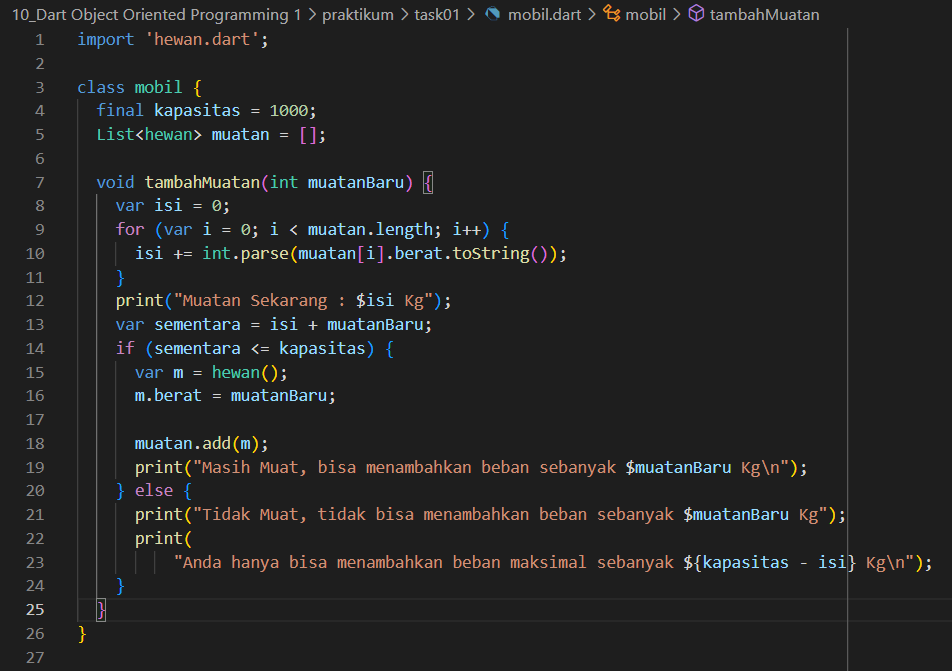 10_Dart Object Oriented Programming 1 > praktikum > task01 > mobil.dart > mobil > tambahMuatan
1 import 'hewan.dart';
2
3 class mobil {
4   final kapasitas = 1000;
5   List<hewan> muatan = [];
6
7   void tambahMuatan(int muatanBaru) {
8     var isi = 0;
9     for (var i = 0; i < muatan.length; i++) {
10       isi += int.parse(muatan[i].berat.toString());
11     }
12     print("Muatan Sekarang : $isi Kg");
13     var sementara = isi + muatanBaru;
14     if (sementara <= kapasitas) {
15       var m = hewan();
16       m.berat = muatanBaru;
17
18       muatan.add(m);
19       print("Masih Muat, bisa menambahkan beban sebanyak $muatanBaru Kg\n");
20     } else {
21       print("Tidak Muat, tidak bisa menambahkan beban sebanyak $muatanBaru Kg");
22       print(
23           "Anda hanya bisa menambahkan beban maksimal sebanyak ${kapasitas - isi} Kg\n");
24     }
25   }
26 }
27